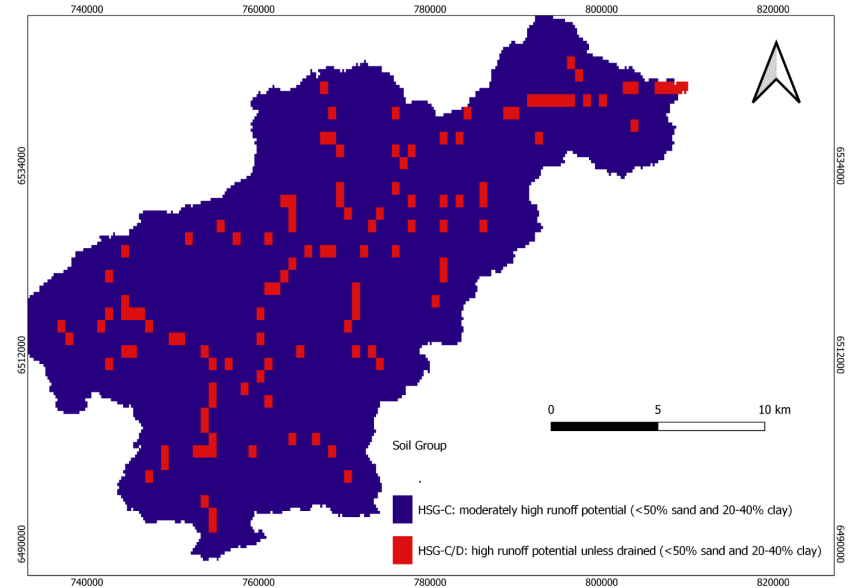 740000 760000 780000 800000 820000
6534000 6534000
6512000 6512000
0 5 10 km
Soil Group
.
HSG-C: moderately high runoff potential (<50% sand and 20-40% clay)
HSG-C/D: high runoff potential unless drained (<50% sand and 20-40% clay)
6490000 6490000
740000 760000 780000 800000 820000